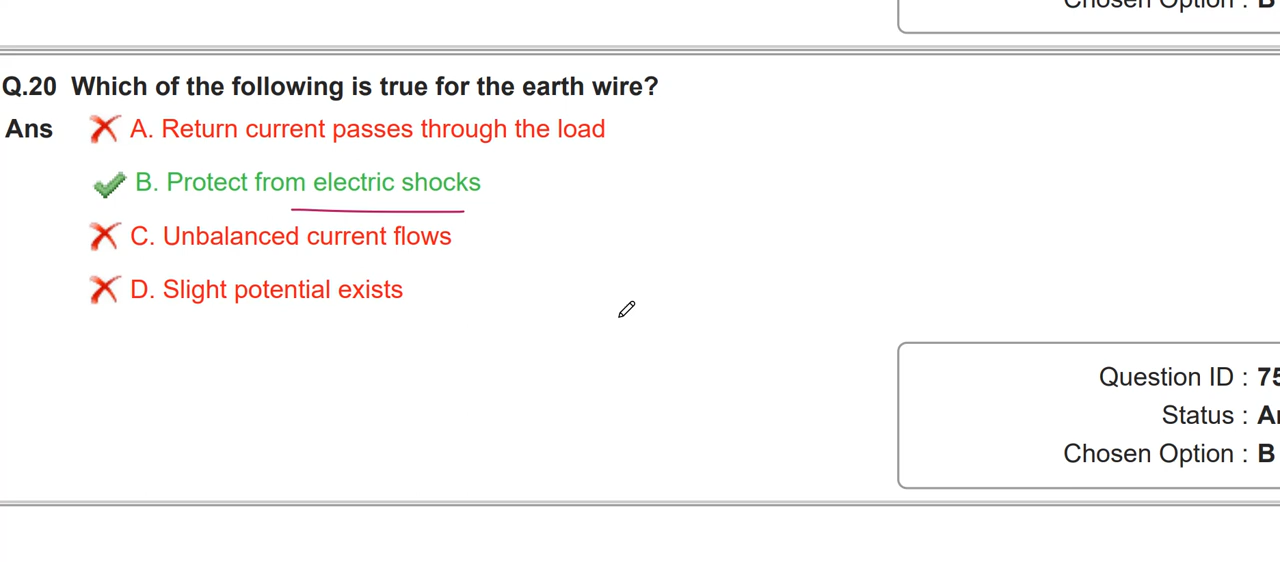 Chosen Option : B
Q.20 Which of the following is true for the earth wire?
Ans A. Return current passes through the load
B. Protect from electric shocks
C. Unbalanced current flows
D. Slight potential exists
Question ID : 75
Status : A
Chosen Option : B